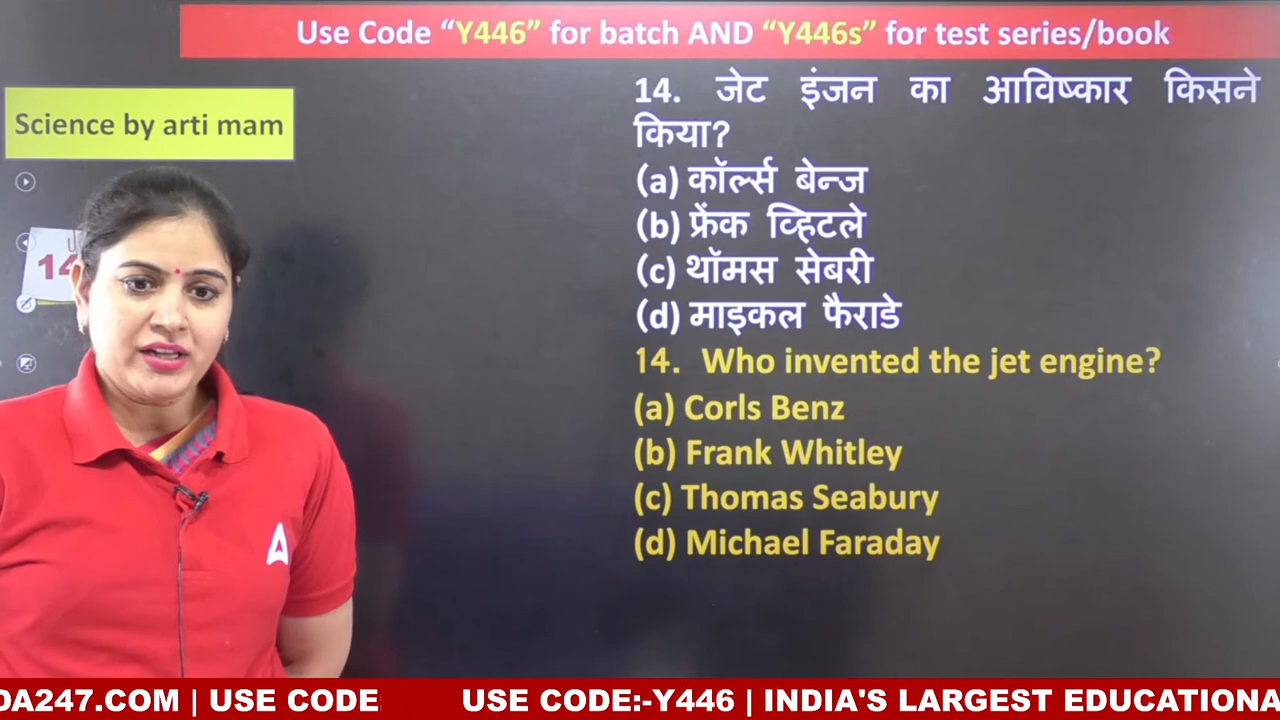 Use Code “Y446” for batch AND “Y446s” for test series/book
Science by arti mam
14. जेट इंजन का आविष्कार किसने
किया?
(a) कॉर्ल्स बेन्ज
(b) फ्रेंक व्हिटले
(c) थॉमस सेबरी
(d) माइकल फैराडे
14. Who invented the jet engine?
(a) Corls Benz
(b) Frank Whitley
(c) Thomas Seabury
(d) Michael Faraday
14
A
DA247.COM | USE CODE
USE CODE:-Y446 | INDIA'S LARGEST EDUCATIONA